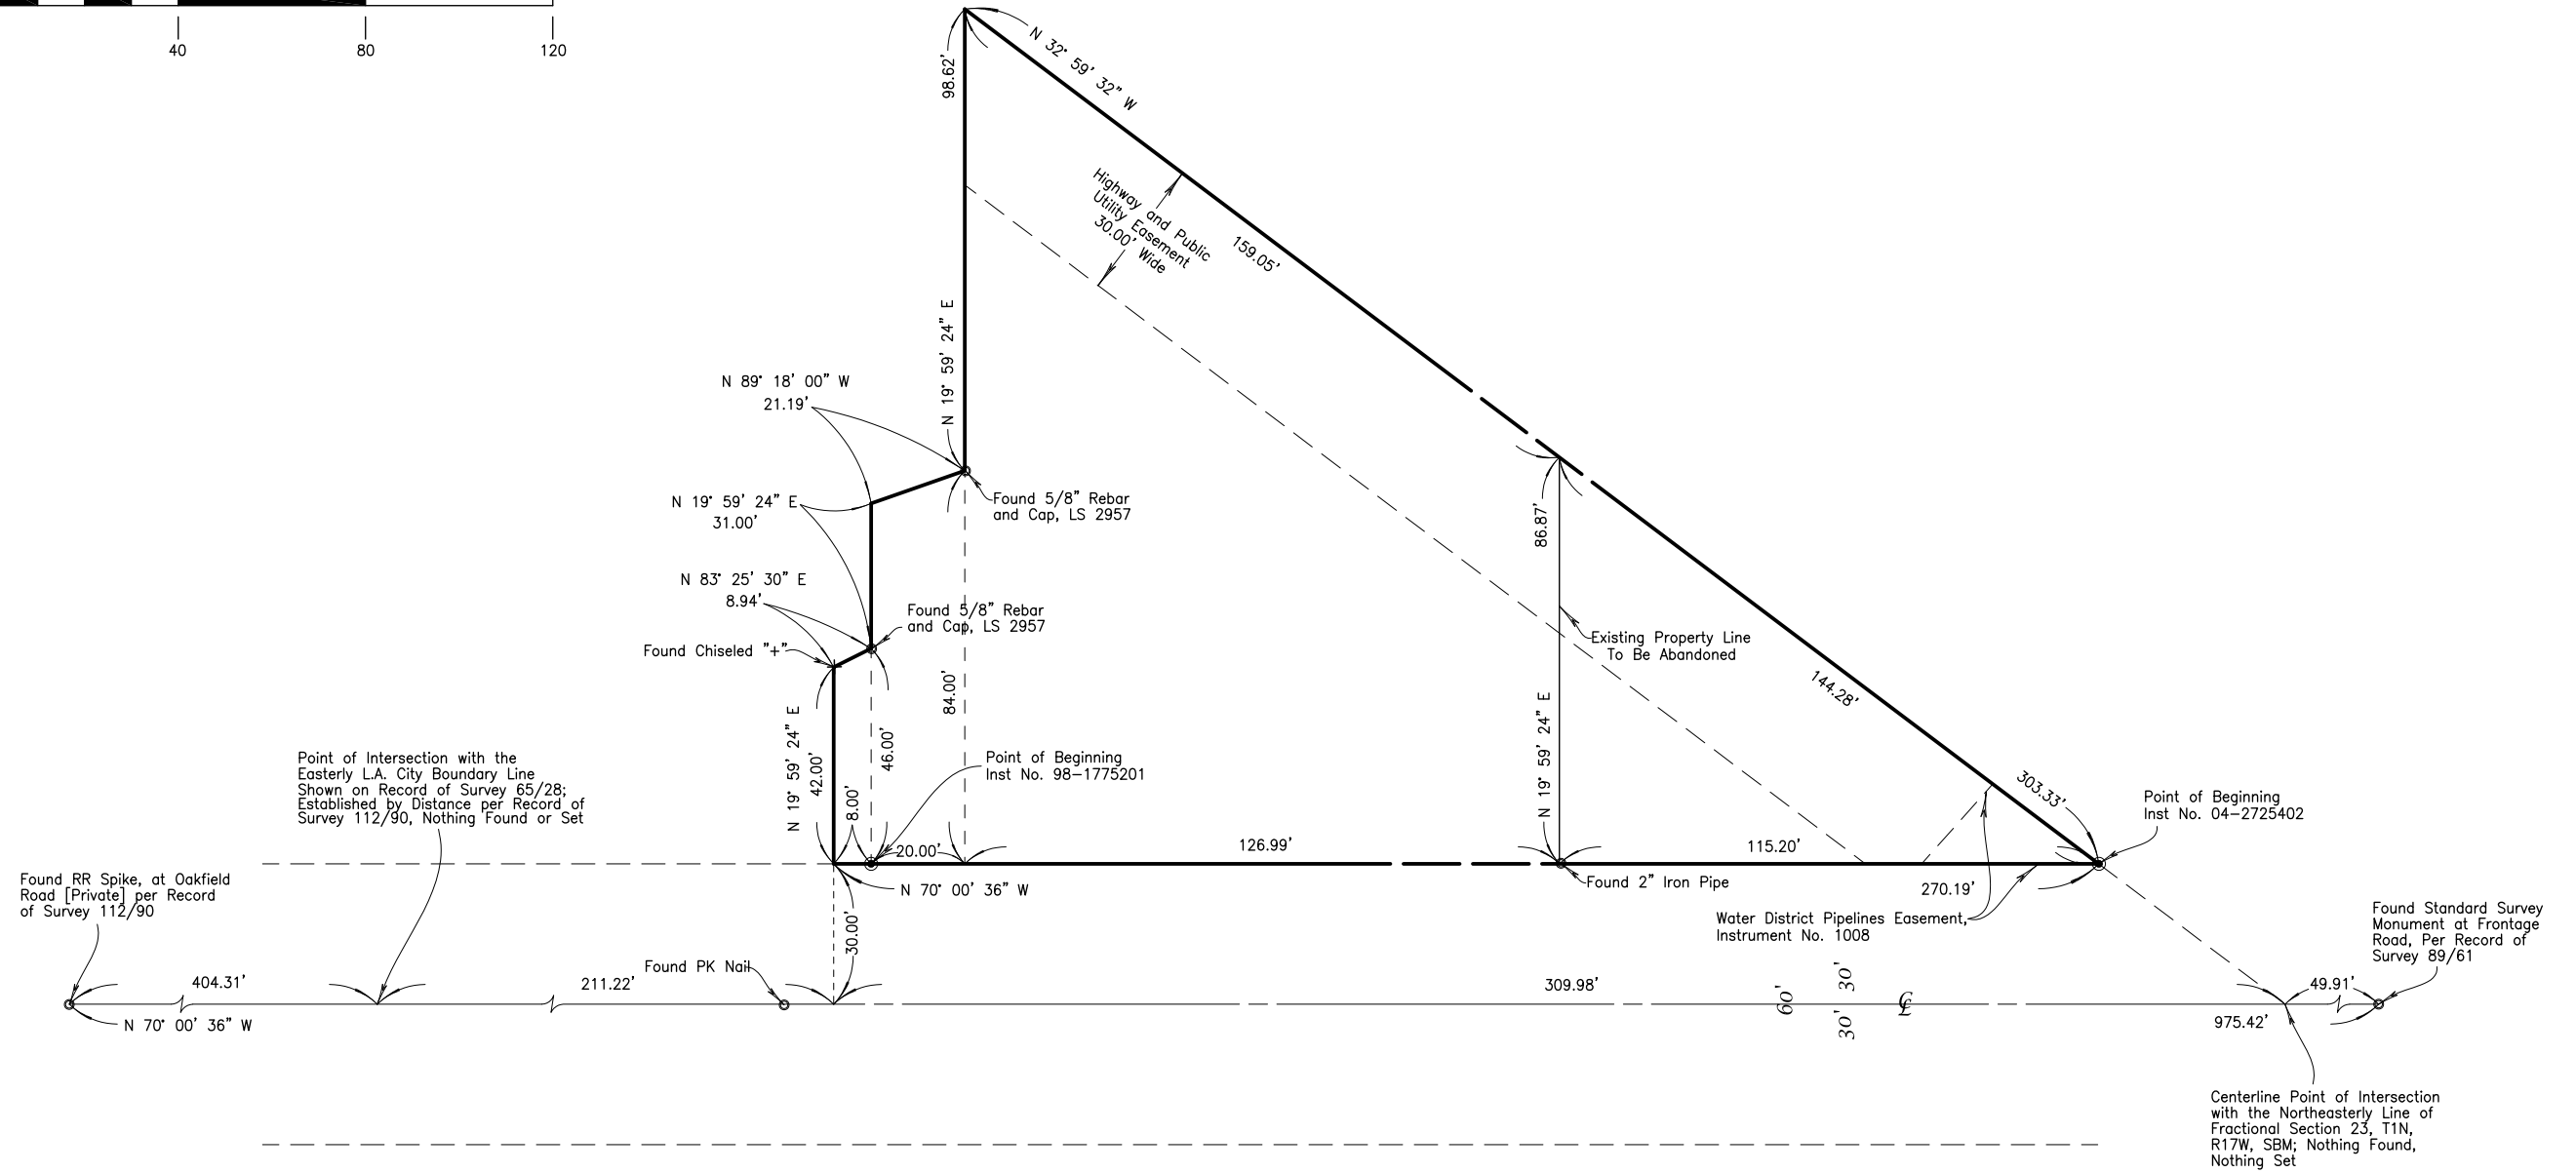 40
80
120
N 32° 59' 32" W
98.62'
Highway and Public
Utility Easement
30.00' Wide
159.05'
N 19° 59' 24" E
N 89° 18' 00" W
21.19'
N 19° 59' 24" E
31.00'
Found 5/8" Rebar
and Cap, LS 2957
86.87'
N 83° 25' 30" E
8.94'
Found 5/8" Rebar
and Cap, LS 2957
Found Chiseled "+"
Existing Property Line
To Be Abandoned
144.28'
84.00'
N 19° 59' 24" E
42.00'
46.00'
8.00'
20.00'
Point of Beginning
Inst No. 98-1775201
N 19° 59' 24" E
303.33'
Point of Beginning
Inst No. 04-2725402
Point of Intersection with the
Easterly L.A. City Boundary Line
Shown on Record of Survey 65/28;
Established by Distance per Record of
Survey 112/90, Nothing Found or Set
126.99'
115.20'
N 70° 00' 36" W
Found 2" Iron Pipe
270.19'
Found RR Spike, at Oakfield
Road [Private] per Record
of Survey 112/90
30.00'
Water District Pipelines Easement,
Instrument No. 1008
Found Standard Survey
Monument at Frontage
Road, Per Record of
Survey 89/61
404.31'
211.22'
Found PK Nail
309.98'
60'
30'
30'
℄
49.91'
975.42'
N 70° 00' 36" W
Centerline Point of Intersection
with the Northeasterly Line of
Fractional Section 23, T1N,
R17W, SBM; Nothing Found,
Nothing Set